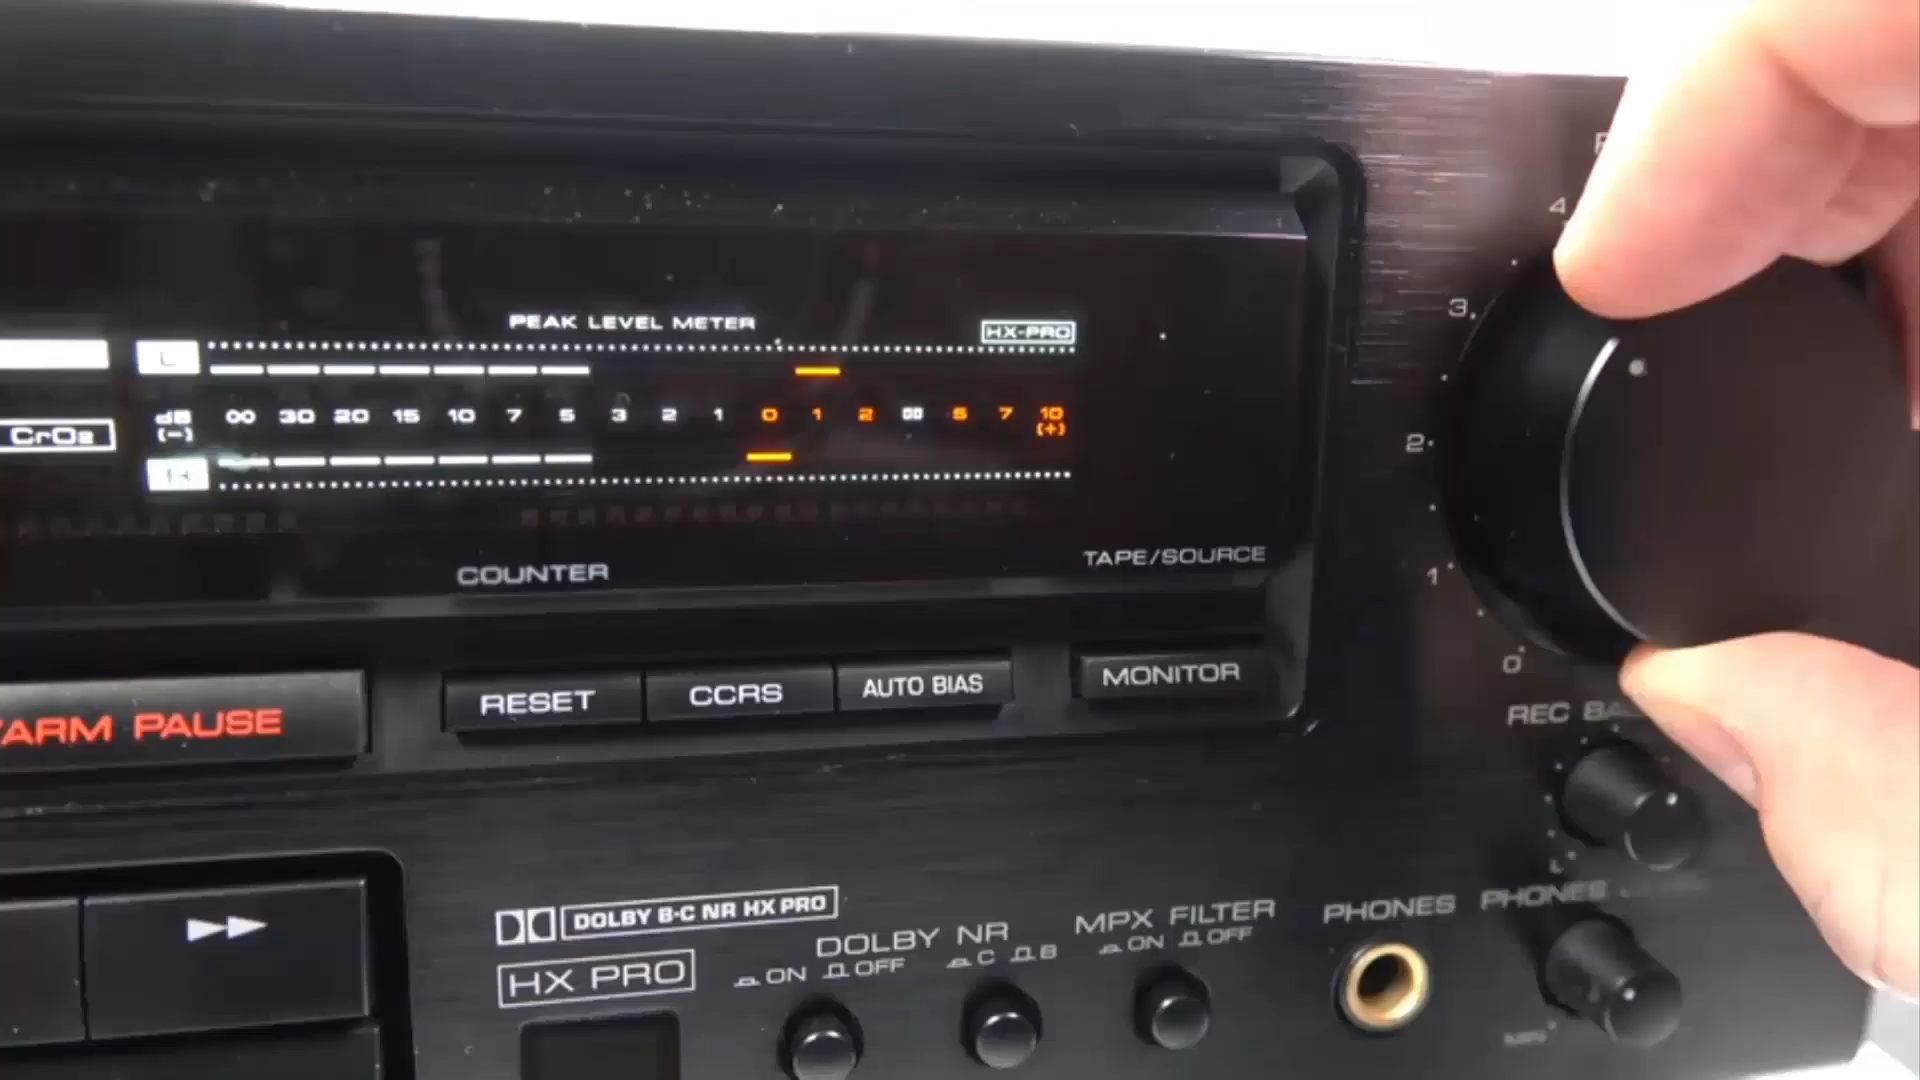 4
PEAK LEVEL METER
HX-PRO
3
L
dB ∞ 30 20 15 10 7 5 3 2 1 0 1 2 5 7 10
(-) (+)
CrO2
2
R
COUNTER
TAPE/SOURCE
1
RESET CCRS AUTO BIAS MONITOR
0
PAUSE
REC
DOLBY B-C NR HX PRO
HX PRO
DOLBY NR
ON OFF C B
MPX FILTER
ON OFF
PHONES
PHONES
L
MIN